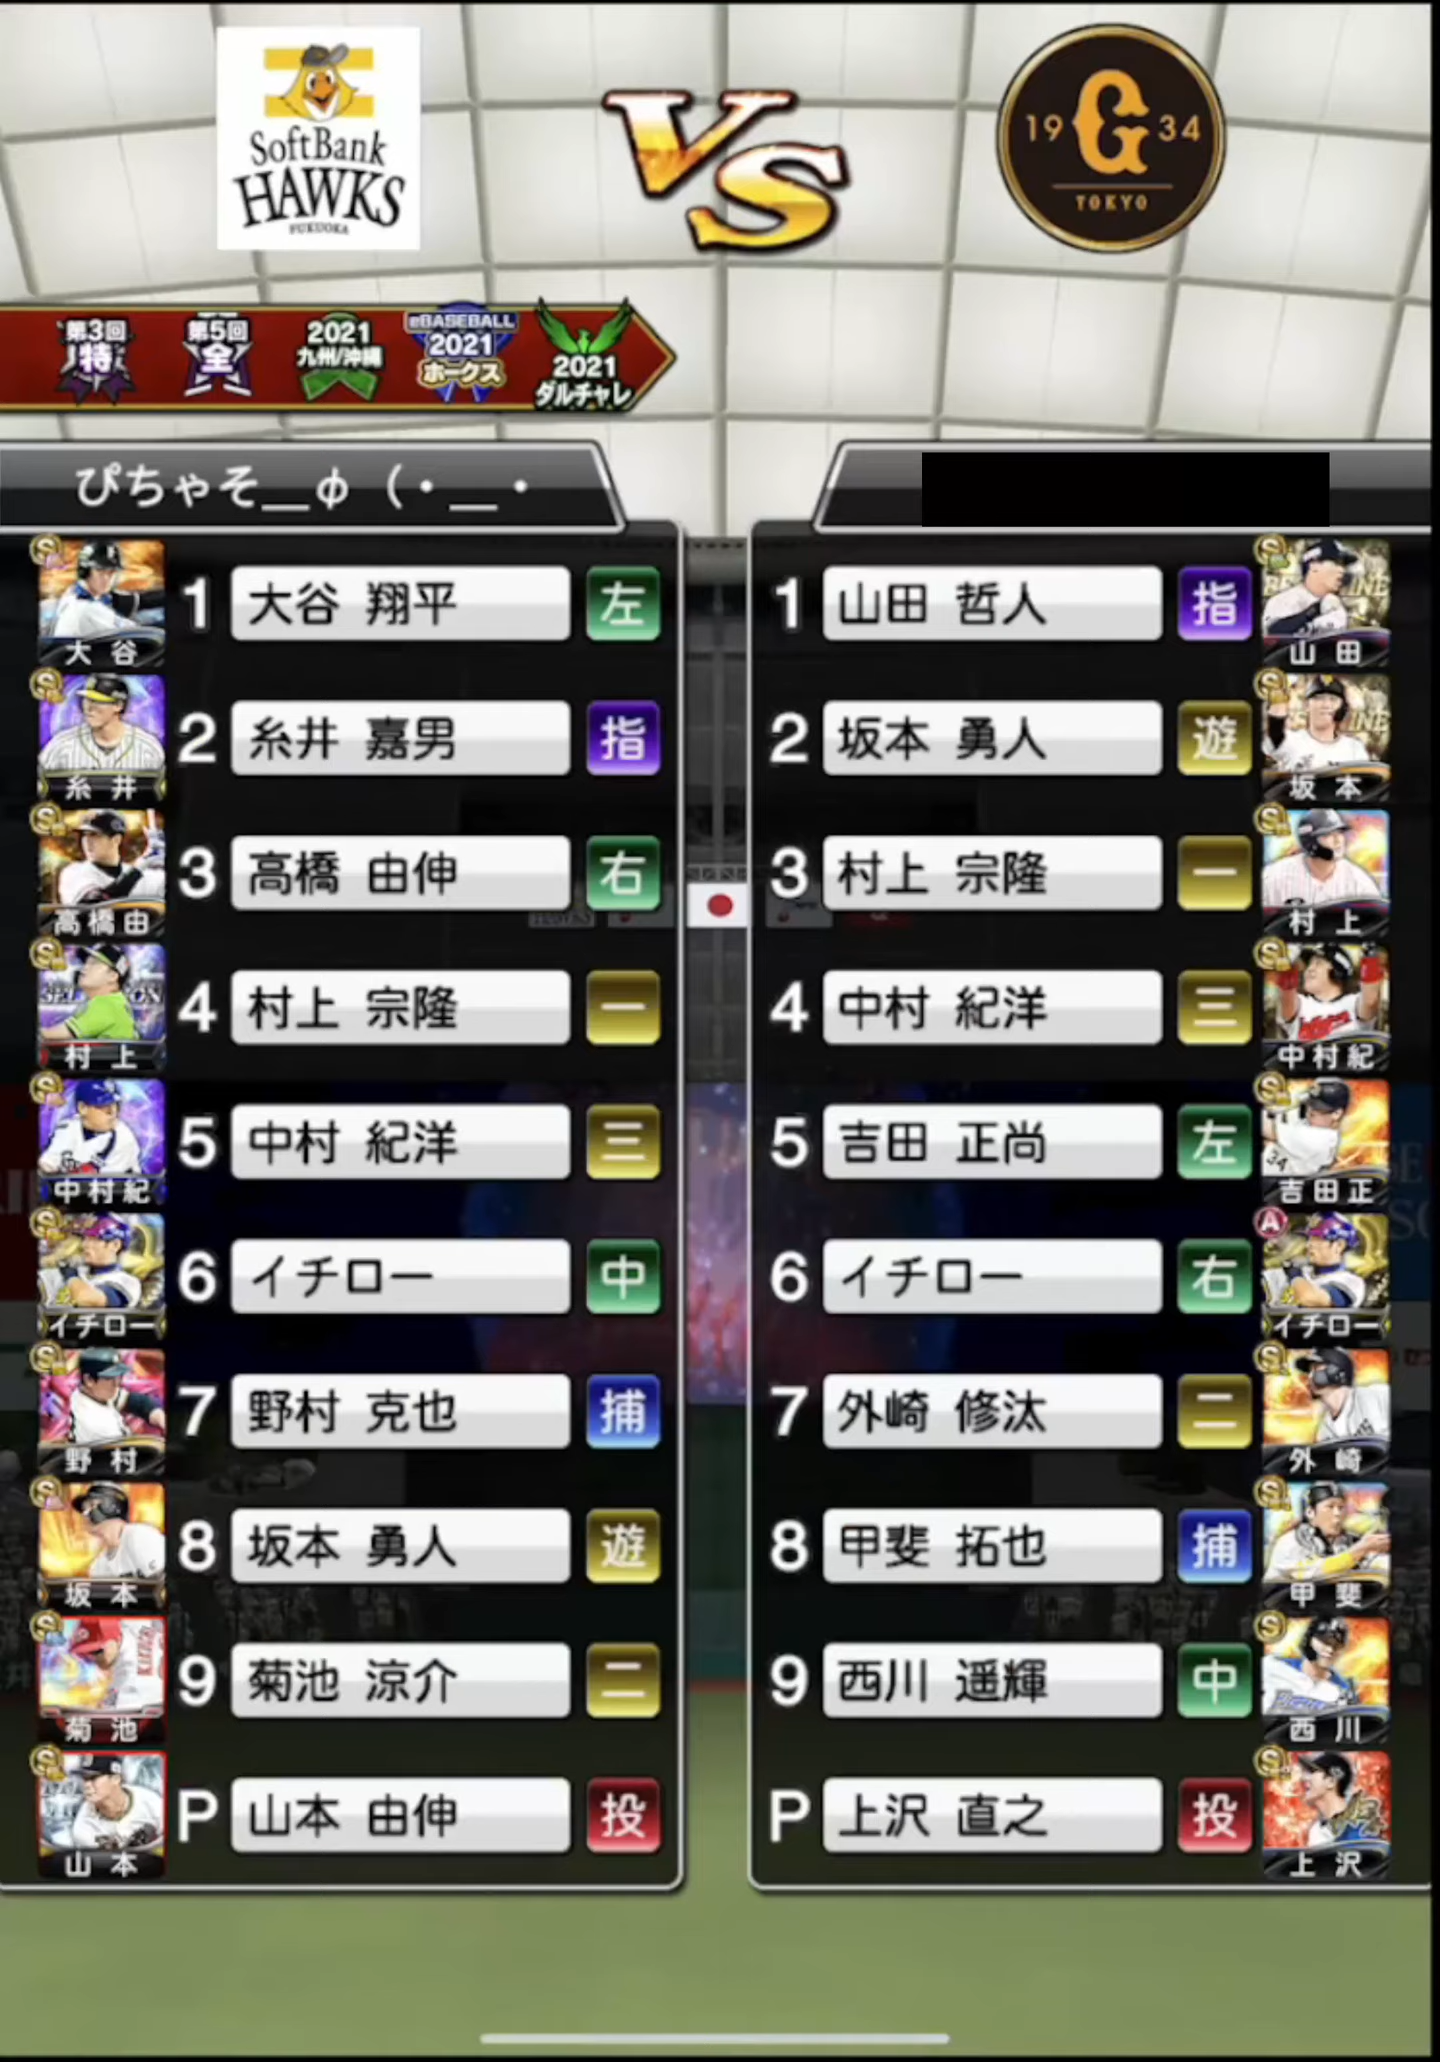 SoftBank
HAWKS
FUKUOKA
VS
19 G 34
TOKYO
第3回
特
第5回
全
2021
九州/沖縄
eBASEBALL
2021
ホークス
2021
ダルチャレ
ぴちゃそ__φ（・__・
大谷 1 大谷 翔平 左
糸井 2 糸井 嘉男 指
高橋由 3 高橋 由伸 右
村上 4 村上 宗隆 一
中村紀 5 中村 紀洋 三
イチロー 6 イチロー 中
野村 7 野村 克也 捕
坂本 8 坂本 勇人 遊
菊池 9 菊池 涼介 二
山本 P 山本 由伸 投
1 山田 哲人 指 山田
2 坂本 勇人 遊 坂本
3 村上 宗隆 一 村上
4 中村 紀洋 三 中村紀
5 吉田 正尚 左 吉田正
6 イチロー 右 イチロー
7 外崎 修汰 二 外崎
8 甲斐 拓也 捕 甲斐
9 西川 遥輝 中 西川
P 上沢 直之 投 上沢